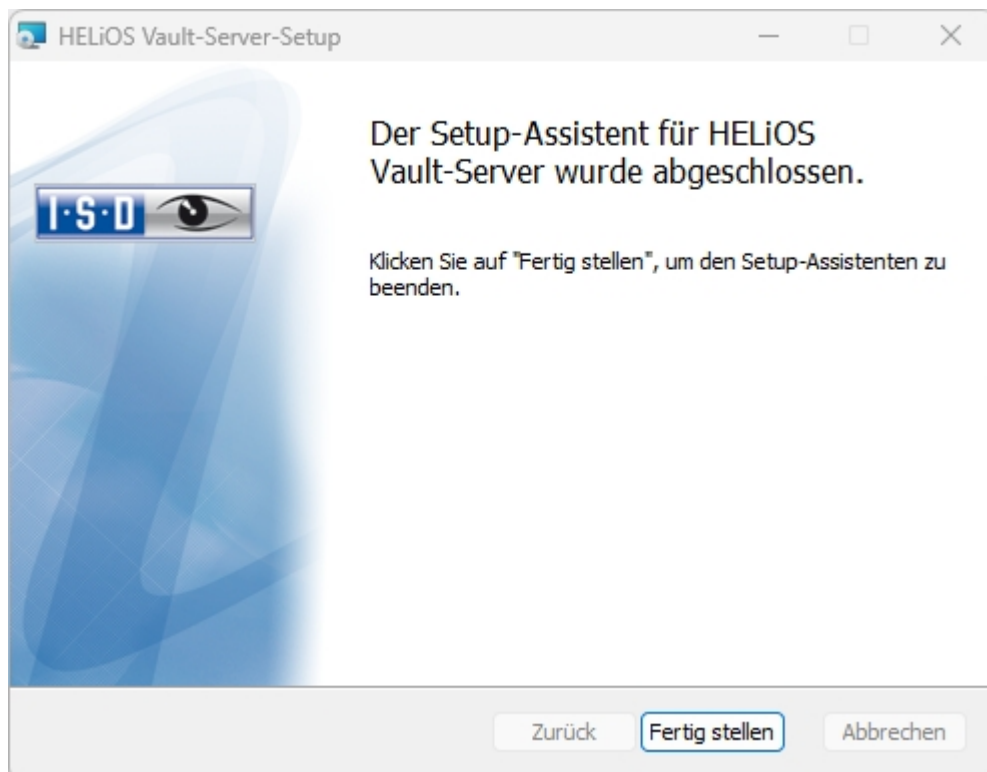 HELiOS Vault-Server-Setup
I·S·D
Der Setup-Assistent für HELiOS
Vault-Server wurde abgeschlossen.
Klicken Sie auf "Fertig stellen", um den Setup-Assistenten zu
beenden.
Zurück Fertig stellen Abbrechen